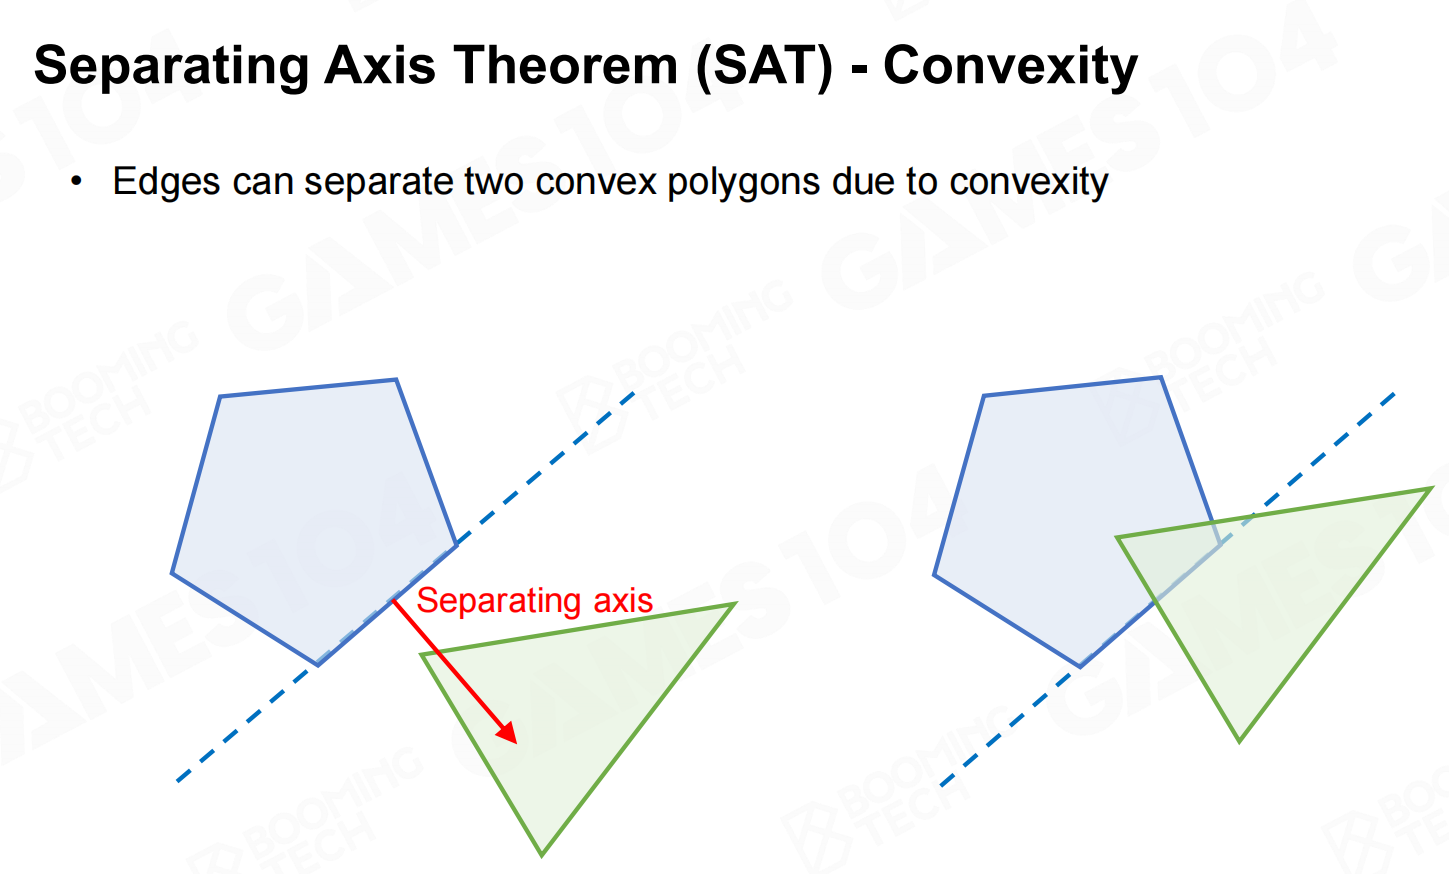 Separating Axis Theorem (SAT) - Convexity
• Edges can separate two convex polygons due to convexity
Separating axis
GAMES104
BOOMING
TECH